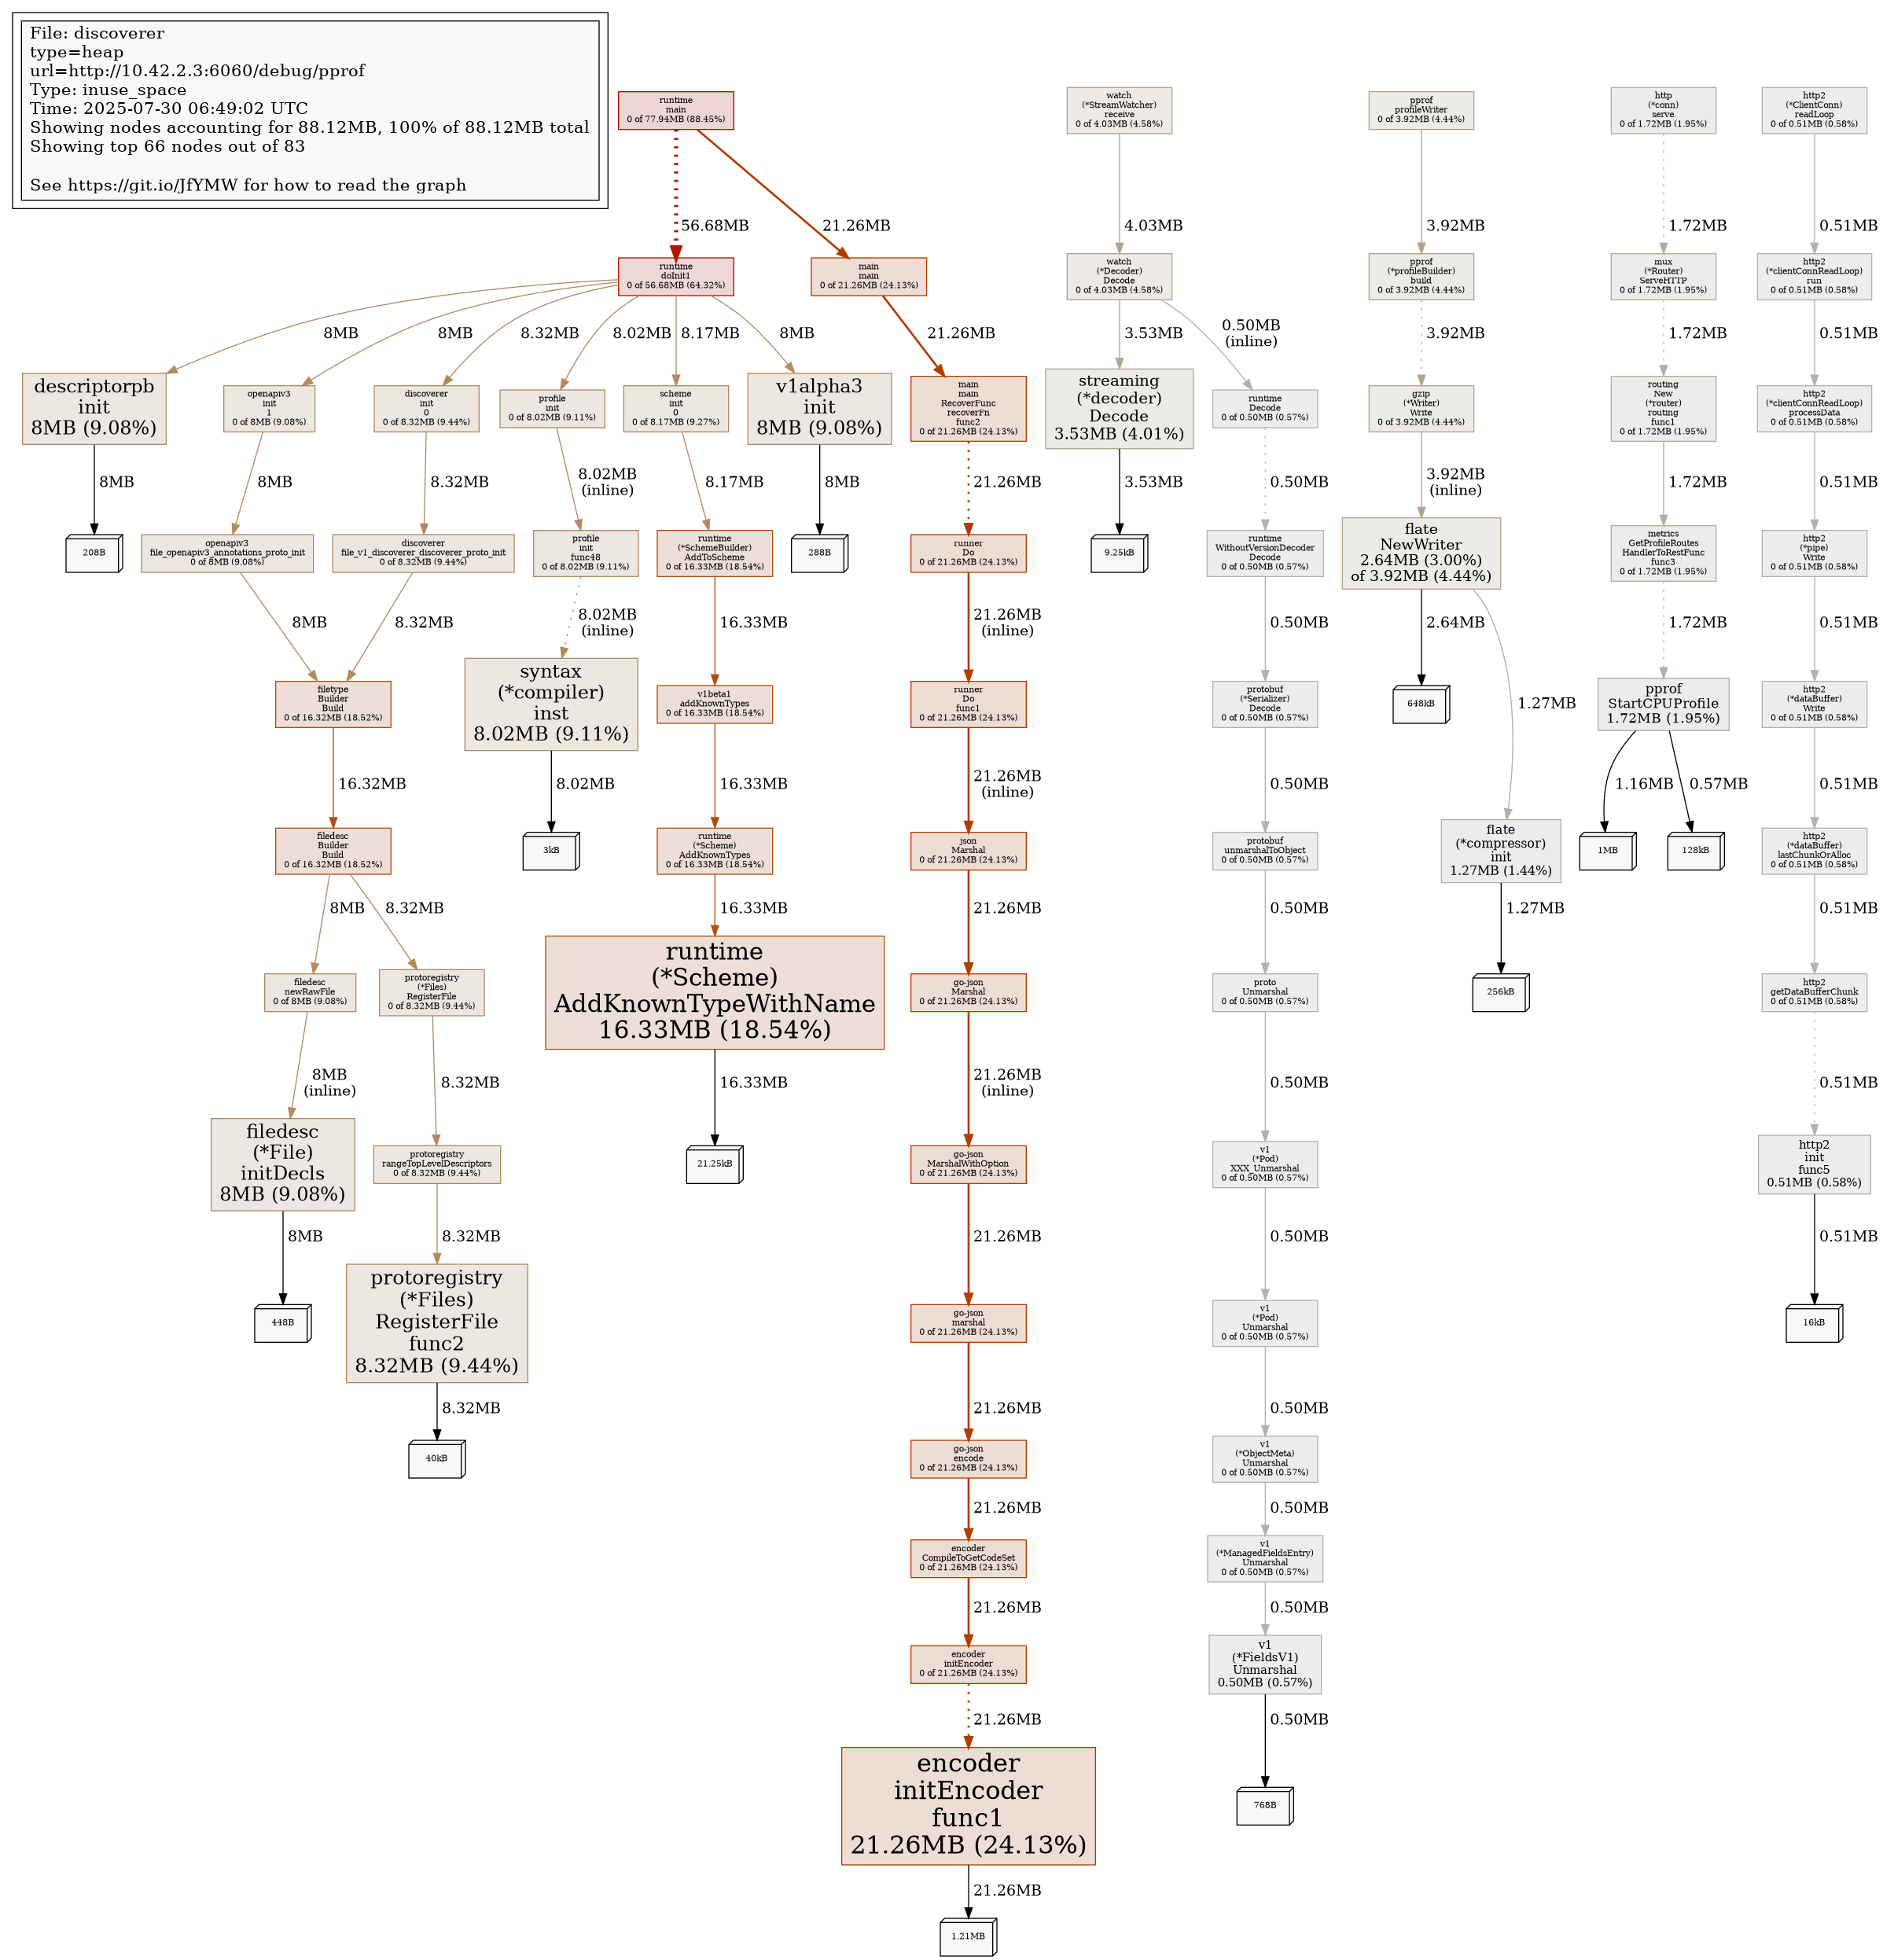 File: discoverer
type=heap
url=http://10.42.2.3:6060/debug/pprof
Type: inuse_space
Time: 2025-07-30 06:49:02 UTC
Showing nodes accounting for 88.12MB, 100% of 88.12MB total
Showing top 66 nodes out of 83
See https://git.io/JfYMW for how to read the graph
runtime
main
0 of 77.94MB (88.45%)
56.68MB
21.26MB
runtime
doInit1
0 of 56.68MB (64.32%)
main
main
0 of 21.26MB (24.13%)
8MB
8MB
8.32MB
8.02MB
8.17MB
8MB
21.26MB
descriptorpb
init
8MB (9.08%)
8MB
208B
openapiv3
init
1
0 of 8MB (9.08%)
8MB
openapiv3
file_openapiv3_annotations_proto_init
0 of 8MB (9.08%)
8MB
discoverer
init
0
0 of 8.32MB (9.44%)
8.32MB
discoverer
file_v1_discoverer_discoverer_proto_init
0 of 8.32MB (9.44%)
8.32MB
filetype
Builder
Build
0 of 16.32MB (18.52%)
16.32MB
filedesc
Builder
Build
0 of 16.32MB (18.52%)
8MB
8.32MB
filedesc
newRawFile
0 of 8MB (9.08%)
8MB
(inline)
filedesc
(*File)
initDecls
8MB (9.08%)
8MB
448B
protoregistry
(*Files)
RegisterFile
0 of 8.32MB (9.44%)
8.32MB
protoregistry
rangeTopLevelDescriptors
0 of 8.32MB (9.44%)
8.32MB
protoregistry
(*Files)
RegisterFile
func2
8.32MB (9.44%)
8.32MB
40kB
profile
init
0 of 8.02MB (9.11%)
8.02MB
(inline)
profile
init
func48
0 of 8.02MB (9.11%)
8.02MB
(inline)
syntax
(*compiler)
inst
8.02MB (9.11%)
8.02MB
3kB
scheme
init
0
0 of 8.17MB (9.27%)
8.17MB
runtime
(*SchemeBuilder)
AddToScheme
0 of 16.33MB (18.54%)
16.33MB
v1beta1
addKnownTypes
0 of 16.33MB (18.54%)
16.33MB
runtime
(*Scheme)
AddKnownTypes
0 of 16.33MB (18.54%)
16.33MB
runtime
(*Scheme)
AddKnownTypeWithName
16.33MB (18.54%)
16.33MB
21.25kB
v1alpha3
init
8MB (9.08%)
8MB
288B
main
main
RecoverFunc
recoverFn
func2
0 of 21.26MB (24.13%)
21.26MB
runner
Do
0 of 21.26MB (24.13%)
21.26MB
(inline)
runner
Do
func1
0 of 21.26MB (24.13%)
21.26MB
(inline)
json
Marshal
0 of 21.26MB (24.13%)
21.26MB
go-json
Marshal
0 of 21.26MB (24.13%)
21.26MB
(inline)
go-json
MarshalWithOption
0 of 21.26MB (24.13%)
21.26MB
go-json
marshal
0 of 21.26MB (24.13%)
21.26MB
go-json
encode
0 of 21.26MB (24.13%)
21.26MB
encoder
CompileToGetCodeSet
0 of 21.26MB (24.13%)
21.26MB
encoder
initEncoder
0 of 21.26MB (24.13%)
21.26MB
encoder
initEncoder
func1
21.26MB (24.13%)
21.26MB
1.21MB
watch
(*StreamWatcher)
receive
0 of 4.03MB (4.58%)
4.03MB
watch
(*Decoder)
Decode
0 of 4.03MB (4.58%)
3.53MB
0.50MB
(inline)
streaming
(*decoder)
Decode
3.53MB (4.01%)
3.53MB
9.25kB
runtime
Decode
0 of 0.50MB (0.57%)
0.50MB
runtime
WithoutVersionDecoder
Decode
0 of 0.50MB (0.57%)
0.50MB
protobuf
(*Serializer)
Decode
0 of 0.50MB (0.57%)
0.50MB
protobuf
unmarshalToObject
0 of 0.50MB (0.57%)
0.50MB
proto
Unmarshal
0 of 0.50MB (0.57%)
0.50MB
v1
(*Pod)
XXX_Unmarshal
0 of 0.50MB (0.57%)
0.50MB
v1
(*Pod)
Unmarshal
0 of 0.50MB (0.57%)
0.50MB
v1
(*ObjectMeta)
Unmarshal
0 of 0.50MB (0.57%)
0.50MB
v1
(*ManagedFieldsEntry)
Unmarshal
0 of 0.50MB (0.57%)
0.50MB
v1
(*FieldsV1)
Unmarshal
0.50MB (0.57%)
0.50MB
768B
pprof
profileWriter
0 of 3.92MB (4.44%)
3.92MB
pprof
(*profileBuilder)
build
0 of 3.92MB (4.44%)
3.92MB
gzip
(*Writer)
Write
0 of 3.92MB (4.44%)
3.92MB
(inline)
flate
NewWriter
2.64MB (3.00%)
of 3.92MB (4.44%)
2.64MB
648kB
1.27MB
flate
(*compressor)
init
1.27MB (1.44%)
1.27MB
256kB
http
(*conn)
serve
0 of 1.72MB (1.95%)
1.72MB
mux
(*Router)
ServeHTTP
0 of 1.72MB (1.95%)
1.72MB
routing
New
(*router)
routing
func1
0 of 1.72MB (1.95%)
1.72MB
metrics
GetProfileRoutes
HandlerToRestFunc
func3
0 of 1.72MB (1.95%)
1.72MB
pprof
StartCPUProfile
1.72MB (1.95%)
1.16MB
0.57MB
1MB
128kB
http2
(*ClientConn)
readLoop
0 of 0.51MB (0.58%)
0.51MB
http2
(*clientConnReadLoop)
run
0 of 0.51MB (0.58%)
0.51MB
http2
(*clientConnReadLoop)
processData
0 of 0.51MB (0.58%)
0.51MB
http2
(*pipe)
Write
0 of 0.51MB (0.58%)
0.51MB
http2
(*dataBuffer)
Write
0 of 0.51MB (0.58%)
0.51MB
http2
(*dataBuffer)
lastChunkOrAlloc
0 of 0.51MB (0.58%)
0.51MB
http2
getDataBufferChunk
0 of 0.51MB (0.58%)
0.51MB
http2
init
func5
0.51MB (0.58%)
0.51MB
16kB